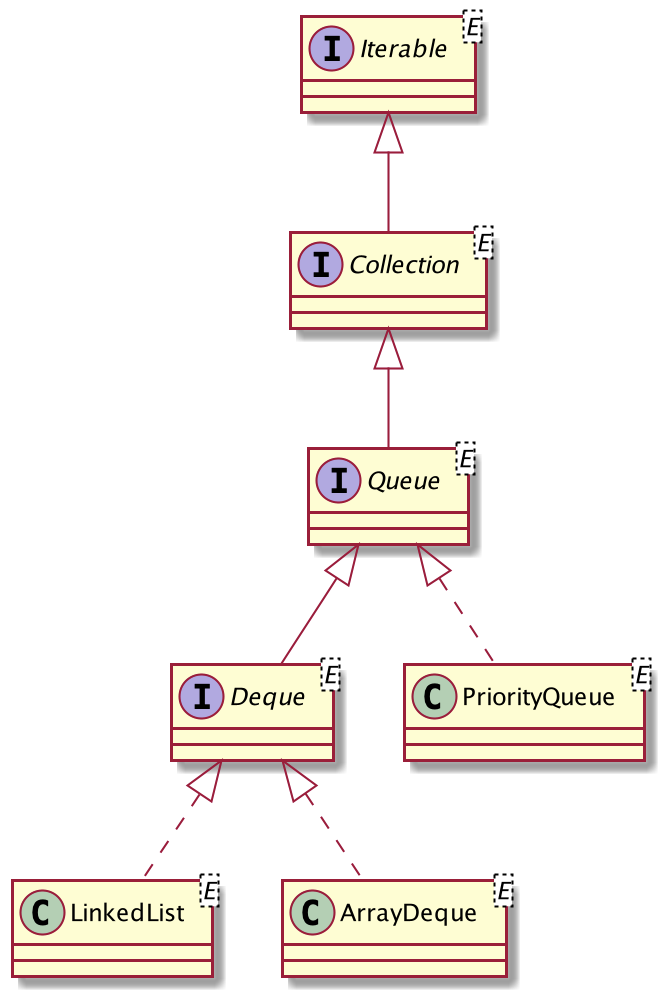 E
I Iterable
E
I Collection
E
I Queue
E
I Deque
E
C PriorityQueue
E
C LinkedList
E
C ArrayDeque